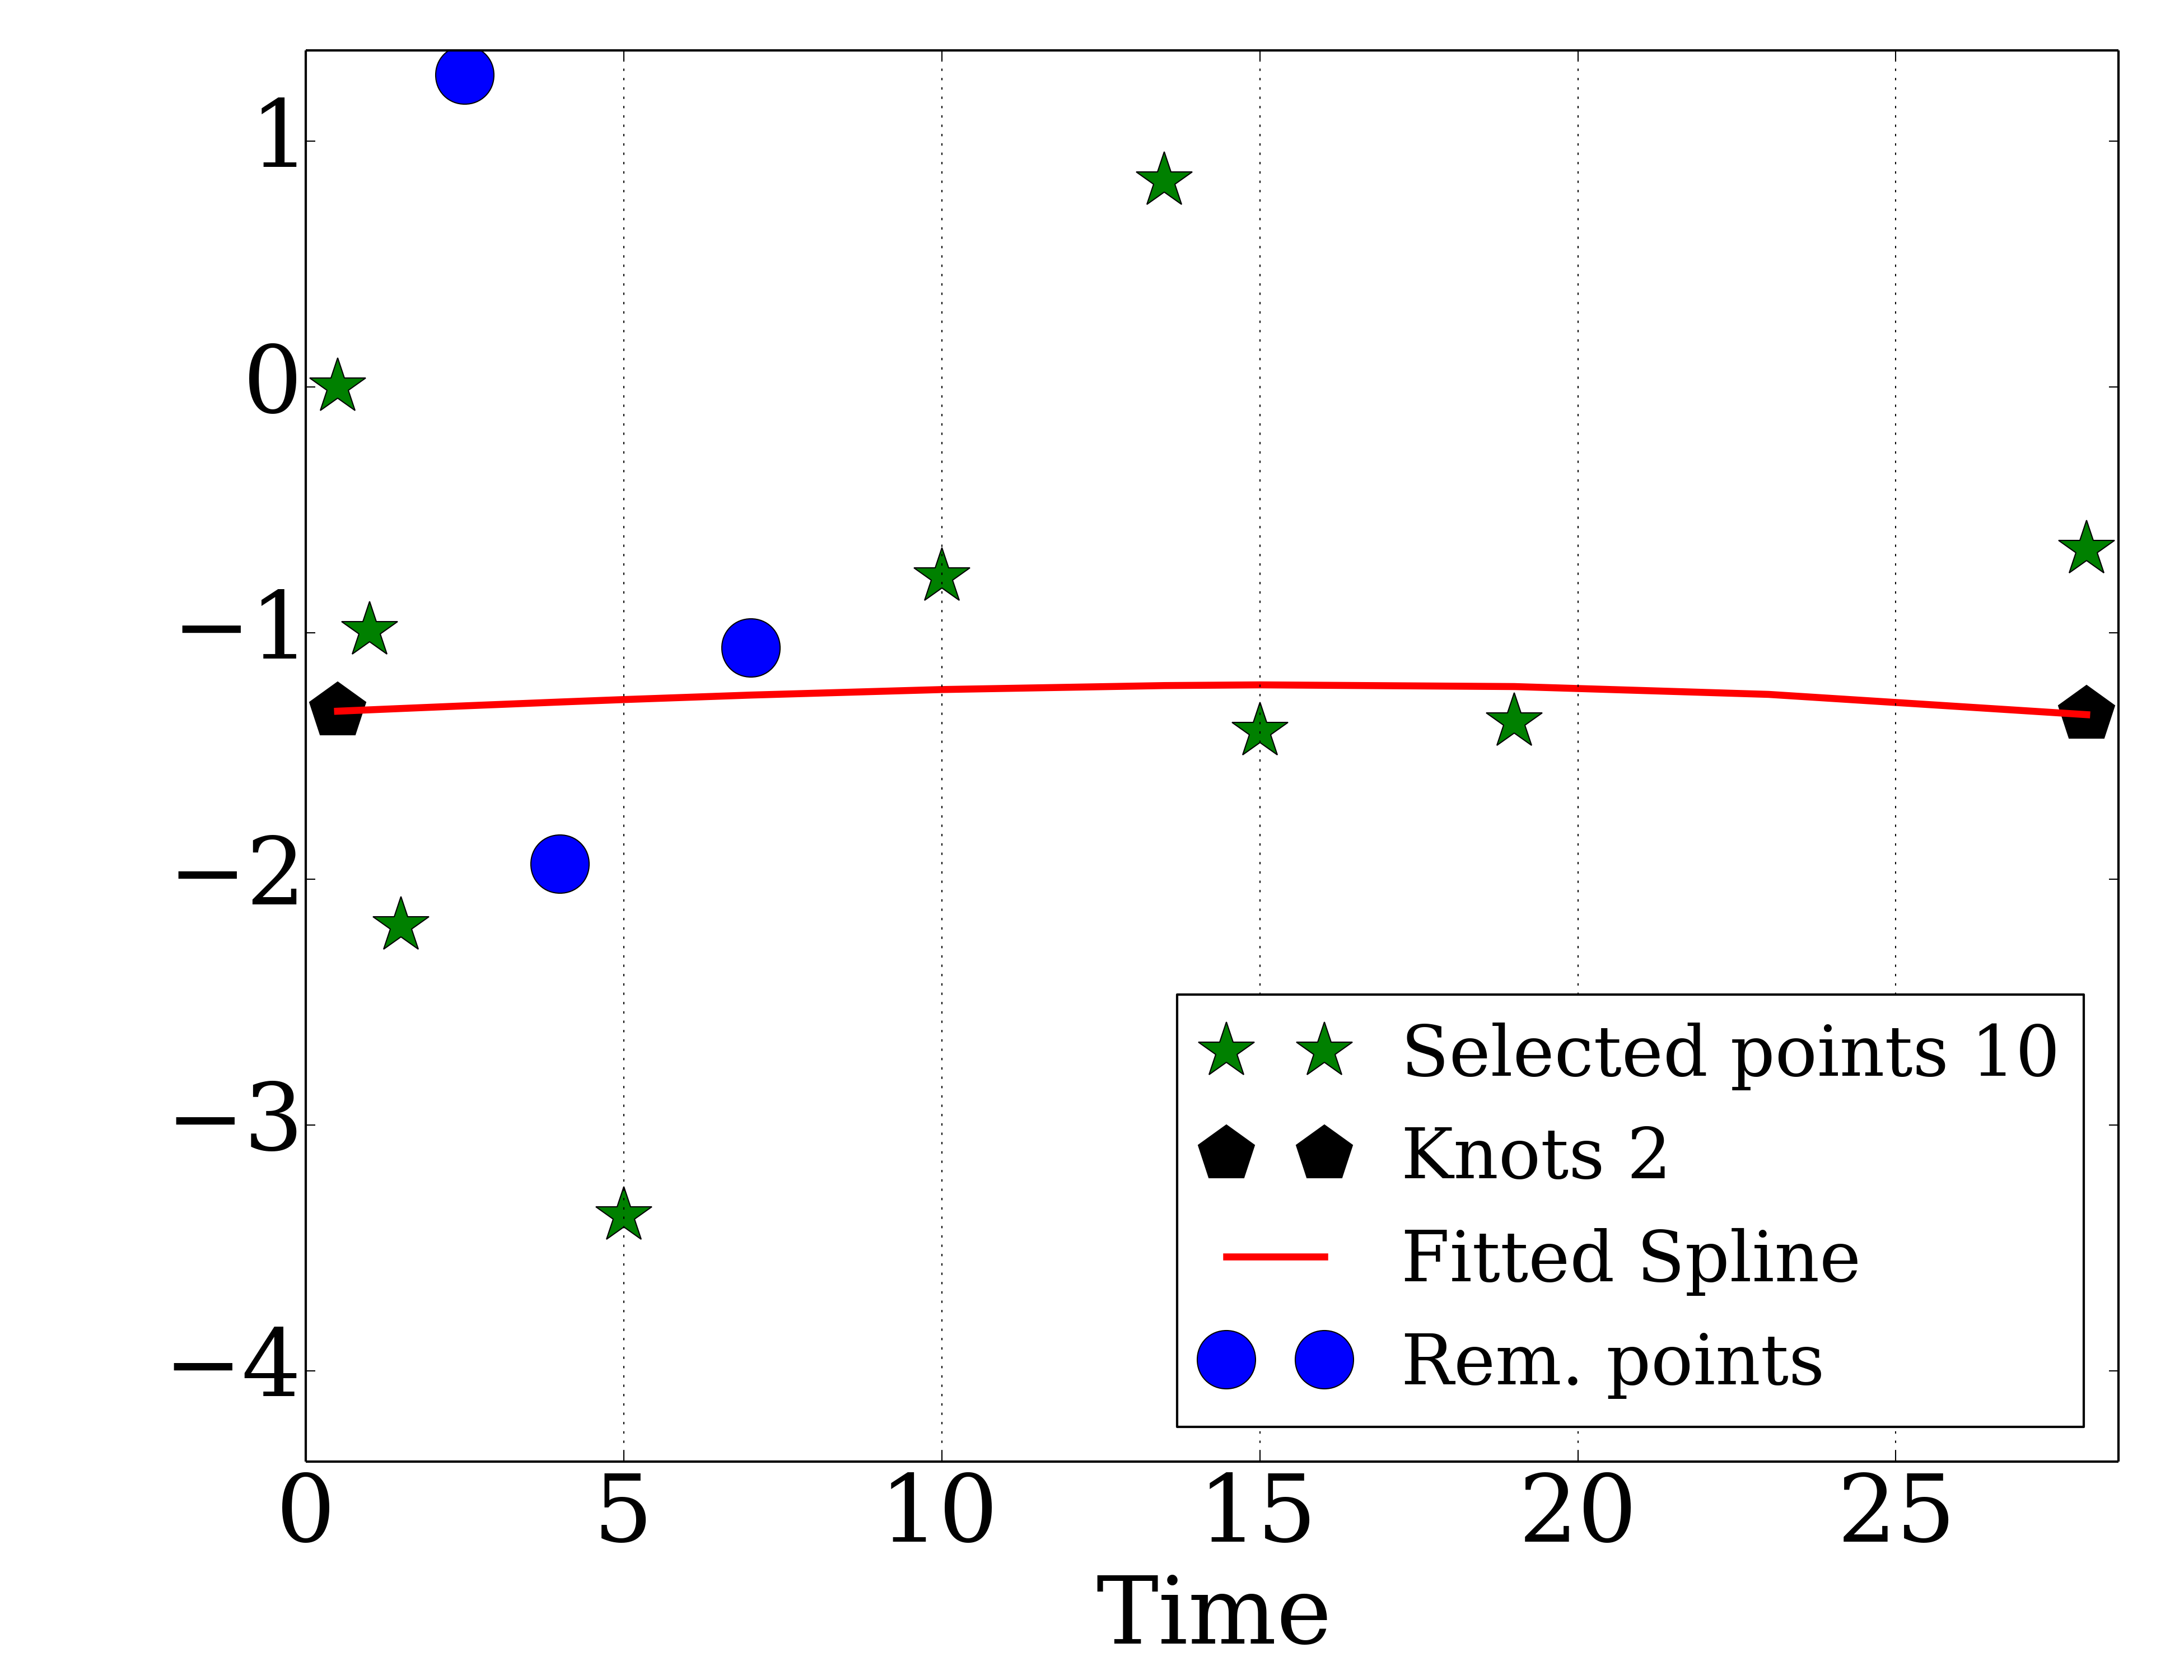 1
0
−1
−2
−3
−4
0 5 10 15 20 25
Time
Selected points 10
Knots 2
Fitted Spline
Rem. points